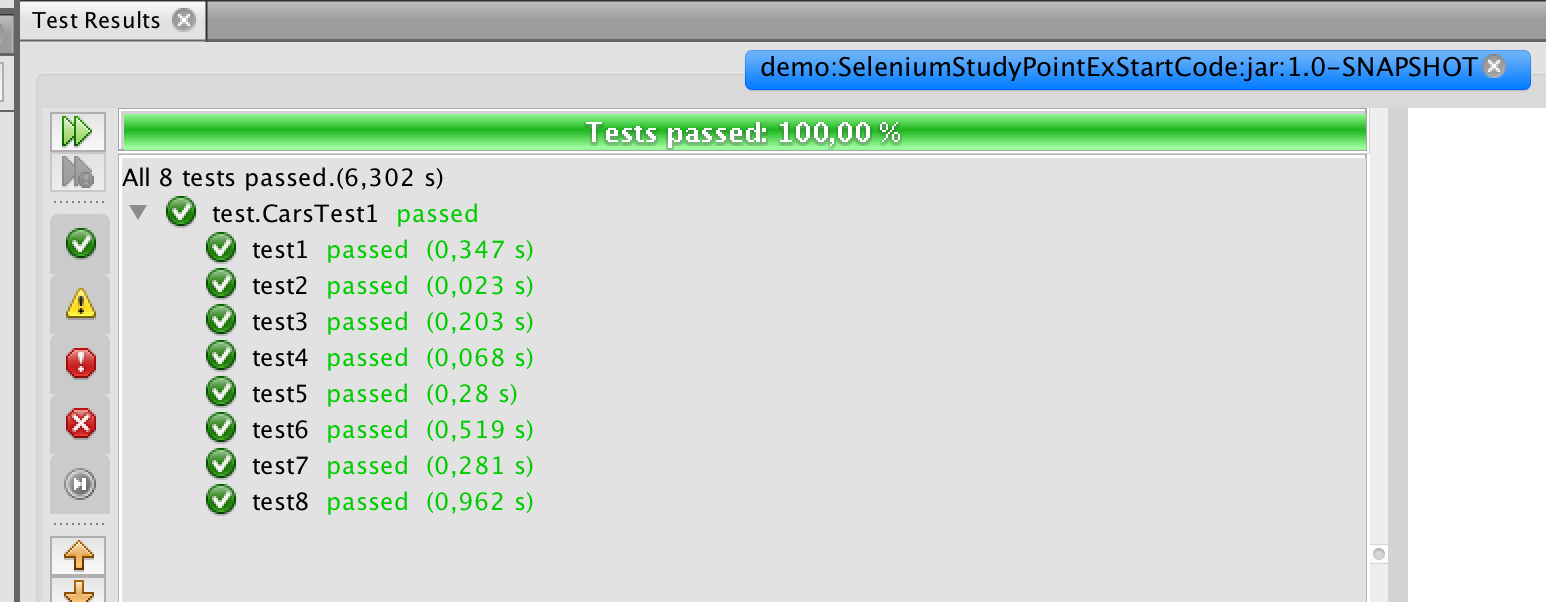 Test Results
demo:SeleniumStudyPointExStartCode:jar:1.0-SNAPSHOT
Tests passed: 100,00 %
All 8 tests passed.(6,302 s)
test.CarsTest1 passed
test1 passed (0,347 s)
test2 passed (0,023 s)
test3 passed (0,203 s)
test4 passed (0,068 s)
test5 passed (0,28 s)
test6 passed (0,519 s)
test7 passed (0,281 s)
test8 passed (0,962 s)